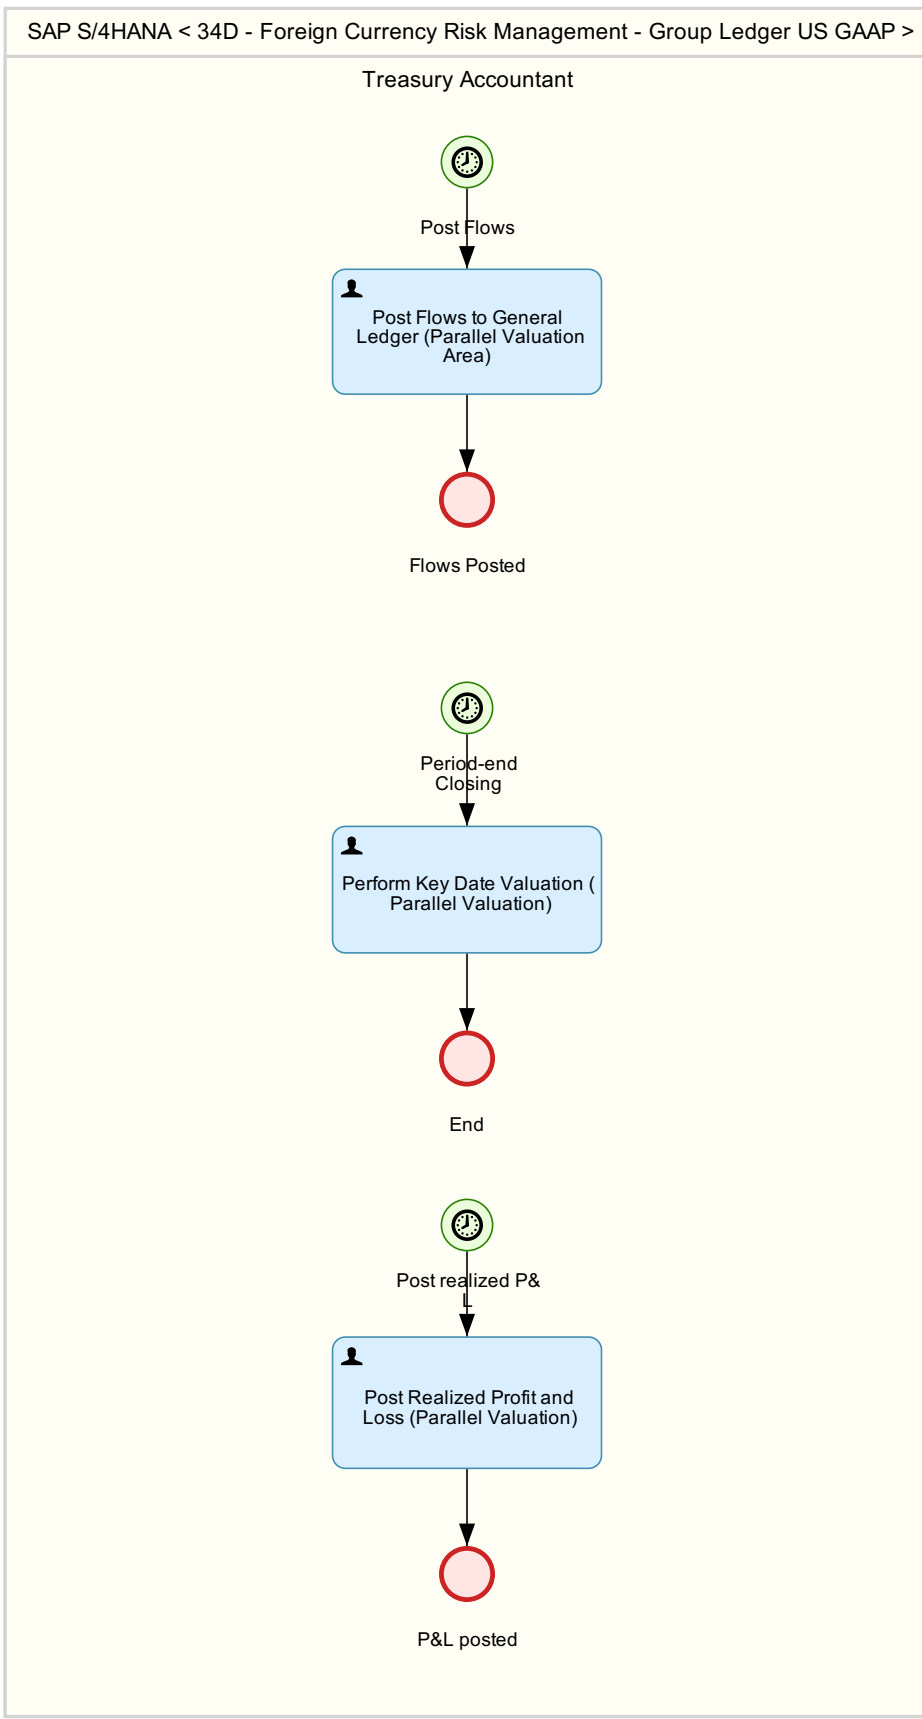 SAP S/4HANA < 34D - Foreign Currency Risk Management - Group Ledger US GAAP >
Treasury Accountant
Post Flows
Post Flows to General
Ledger (Parallel Valuation
Area)
Flows Posted
Period-end
Closing
Perform Key Date Valuation (
Parallel Valuation)
End
Post realized P&
L
Post Realized Profit and
Loss (Parallel Valuation)
P&L posted